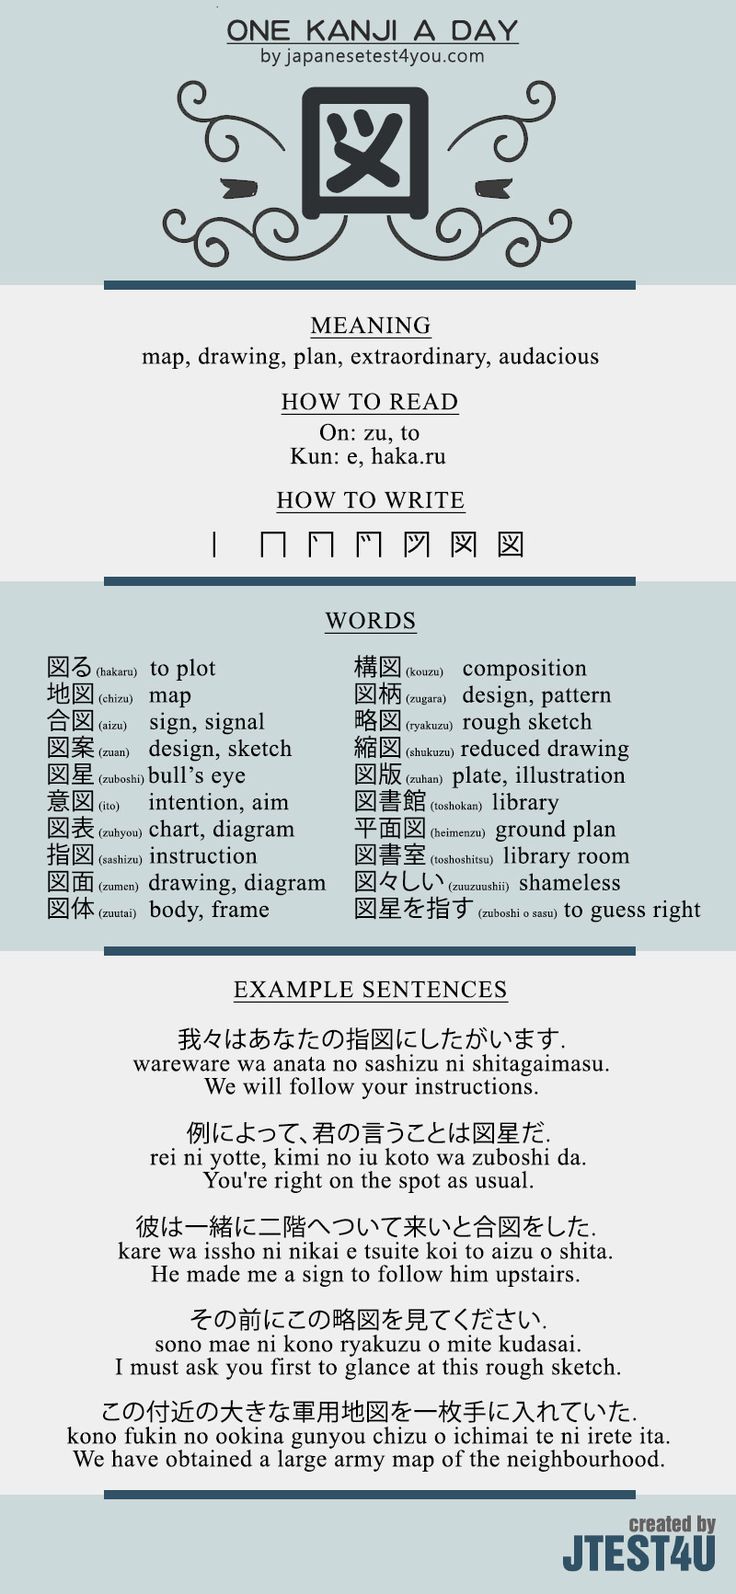 ONE KANJI A DAY
by japanesetest4you.com
図
MEANING
map, drawing, plan, extraordinary, audacious
HOW TO READ
On: zu, to
Kun: e, haka.ru
HOW TO WRITE
図
WORDS
図る (hakaru) to plot
地図 (chizu) map
合図 (aizu) sign, signal
図案 (zuan) design, sketch
図星 (zuboshi) bull's eye
意図 (ito) intention, aim
図表 (zuhyou) chart, diagram
指図 (sashizu) instruction
図面 (zumen) drawing, diagram
図体 (zuutai) body, frame
構図 (kouzu) composition
図柄 (zugara) design, pattern
略図 (ryakuzu) rough sketch
縮図 (shukuzu) reduced drawing
図版 (zuhan) plate, illustration
図書館 (toshokan) library
平面図 (heimenzu) ground plan
図書室 (toshoshitsu) library room
図々しい (zuuzuushii) shameless
図星を指す (zuboshi o sasu) to guess right
EXAMPLE SENTENCES
我々はあなたの指図にしたがいます.
wareware wa anata no sashizu ni shitagaimasu.
We will follow your instructions.
例によって、君の言うことは図星だ.
rei ni yotte, kimi no iu koto wa zuboshi da.
You're right on the spot as usual.
彼は一緒に二階へついて来いと合図をした.
kare wa issho ni nikai e tsuite koi to aizu o shita.
He made me a sign to follow him upstairs.
その前にこの略図を見てください.
sono mae ni kono ryakuzu o mite kudasai.
I must ask you first to glance at this rough sketch.
この付近の大きな軍用地図を一枚手に入れていた.
kono fukin no ookina gunyou chizu o ichimai te ni irete ita.
We have obtained a large army map of the neighbourhood.
created by
JTEST4U